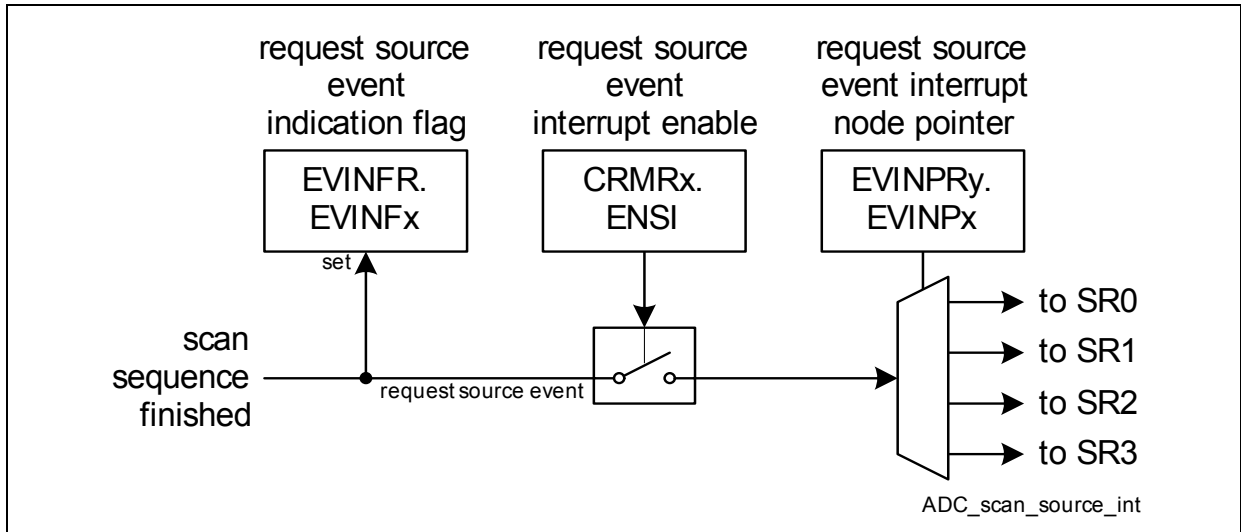 request source
event
indication flag
request source
event
interrupt enable
request source
event interrupt
node pointer
EVINFR.
EVINFx
CRMRx.
ENSI
EVINPRy.
EVINPx
set
scan
sequence
finished
request source event
to SR0
to SR1
to SR2
to SR3
ADC_scan_source_int